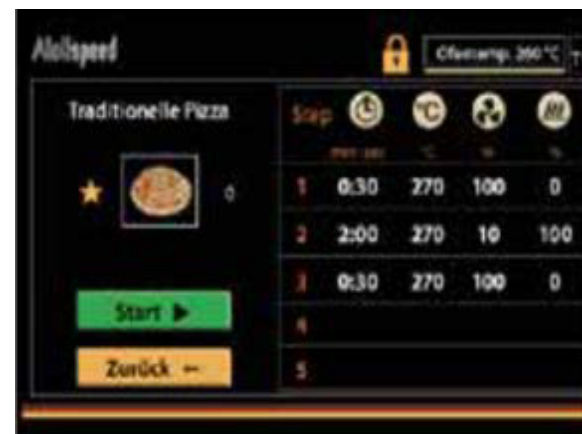 Ofentemp. 260 °C
Traditionelle Pizza
Step °C
min sec °C % %
0
1 0:30 270 100 0
2 2:00 270 10 100
3 0:30 270 100 0
4
5
Start
Zurück